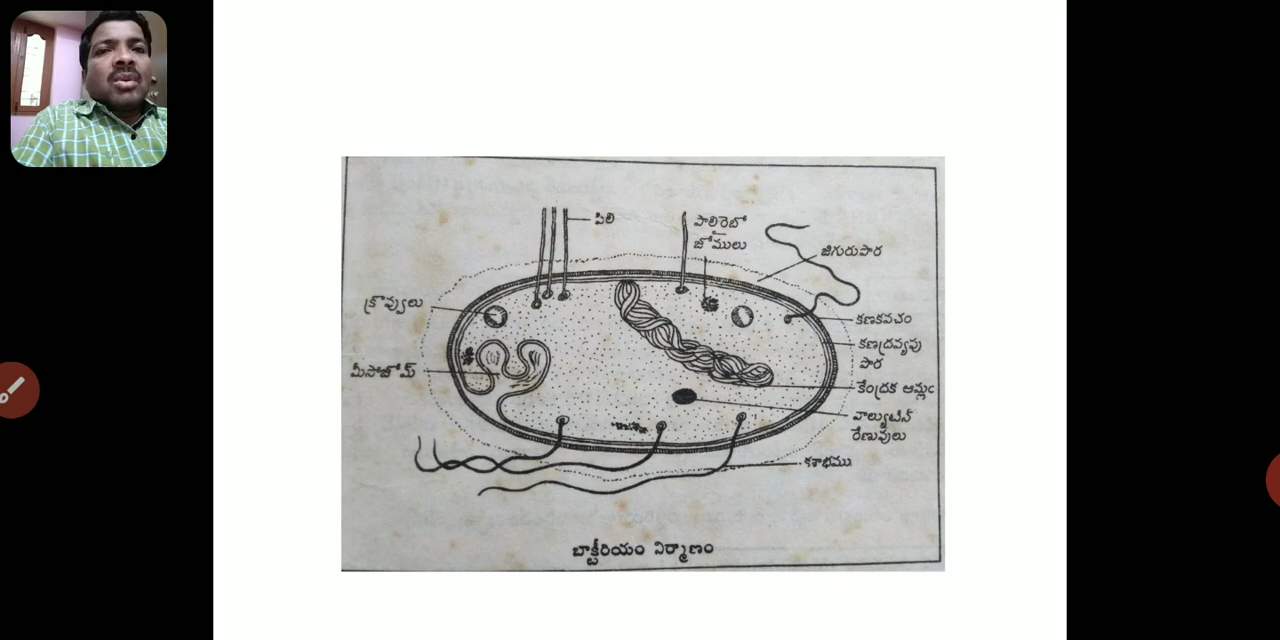 పిలి
పాలిరైబో
జోములు
జిగురుపొర
క్రొవ్వులు
కణకవచం
కణద్రవ్యపు
పొర
మీసోజోమ్
కేంద్రక ఆమ్లం
వాల్యుటిన్
రేణువులు
కశాభము
బాక్టీరియం నిర్మాణం